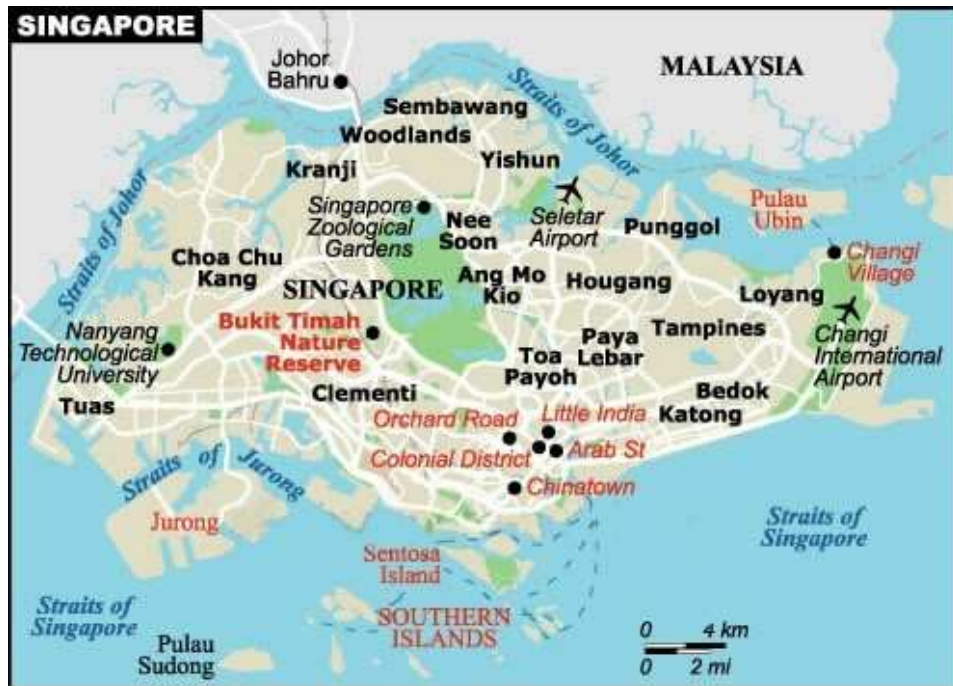 SINGAPORE
Johor
Bahru
MALAYSIA
Sembawang
Straits of Johor
Woodlands
Yishun
Kranji
Straits of Johor
Singapore
Zoological
Gardens
Nee
Soon
Seletar
Airport
Punggol
Pulau
Ubin
Changi
Village
Choa Chu
Kang
SINGAPORE
Ang Mo
Kio
Hougang
Loyang
Bukit Timah
Nature
Reserve
Nanyang
Technological
University
Paya
Lebar
Tampines
Changi
International
Airport
Toa
Payoh
Clementi
Bedok
Tuas
Katong
Orchard Road
Little India
Colonial District
Arab St
Chinatown
Straits of Jurong
Jurong
Straits of
Singapore
Sentosa
Island
Straits of
Singapore
SOUTHERN
ISLANDS
Pulau
Sudong
0 4 km
0 2 mi